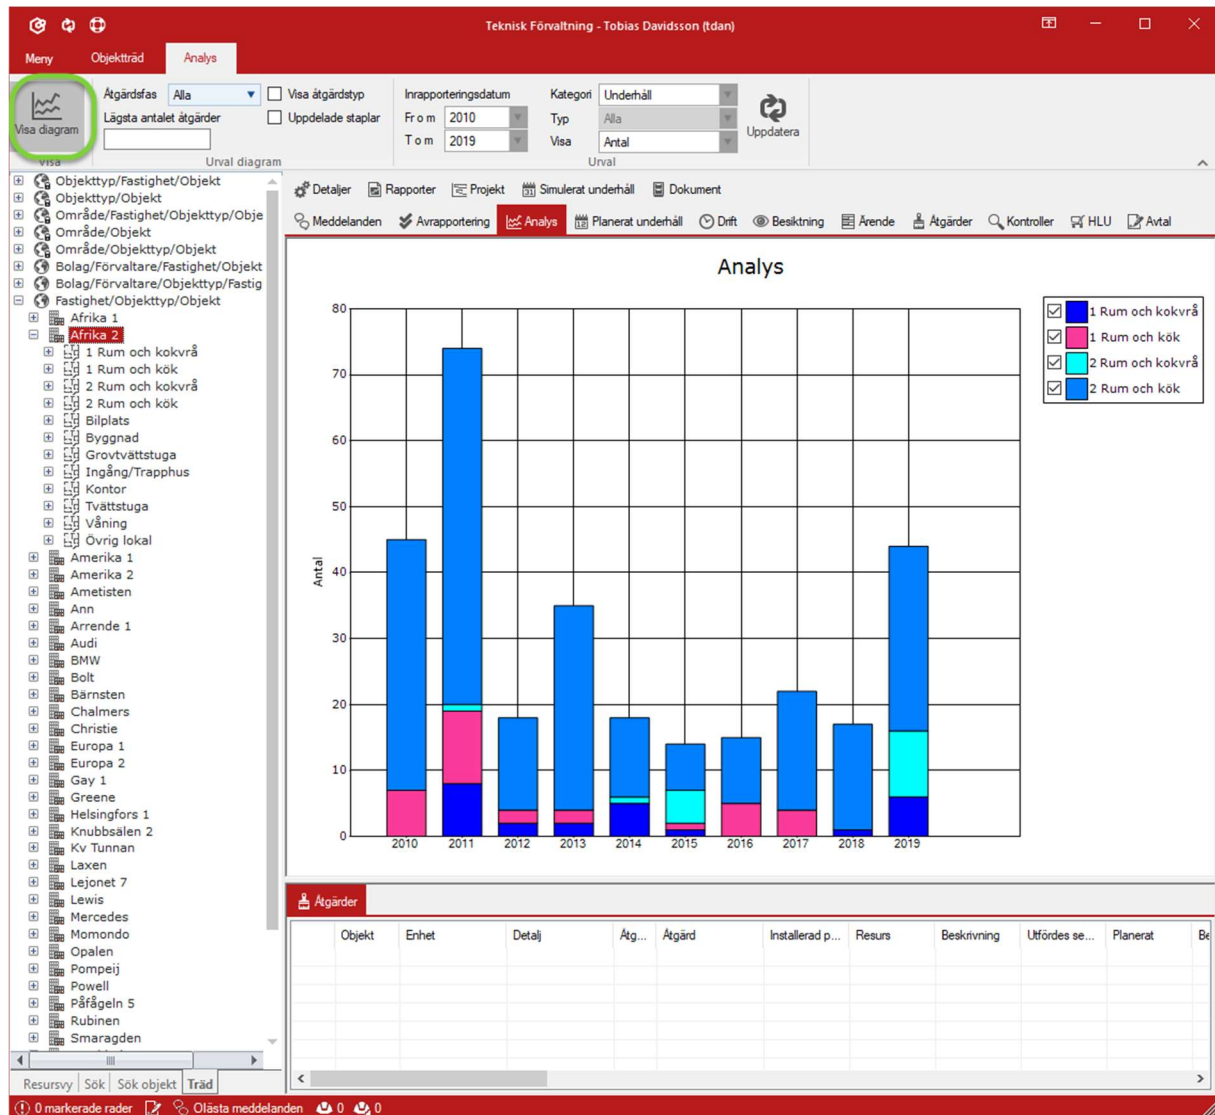 Teknisk Förvaltning - Tobias Davidsson (tdan)
Meny Objektträd Analys
Visa diagram
Visa
Åtgärdsfas Alla Visa åtgärdstyp
Lägsta antalet åtgärder Uppdelade staplar
Urval diagram
Inrapporteringsdatum Kategori Underhåll
From 2010 Typ Alla
Tom 2019 Visa Antal
Uppdatera
Urval
Objekttyp/Fastighet/Objekt
Objekttyp/Objekt
Område/Fastighet/Objekttyp/Obje
Område/Objekt
Område/Objekttyp/Objekt
Bolag/Förvaltare/Fastighet/Objekt
Bolag/Förvaltare/Objekttyp/Fastig
Fastighet/Objekttyp/Objekt
Afrika 1
Afrika 2
1 Rum och kokvrå
1 Rum och kök
2 Rum och kokvrå
2 Rum och kök
Bilplats
Byggnad
Grovtvättstuga
Ingång/Trapphus
Kontor
Tvättstuga
Våning
Övrig lokal
Amerika 1
Amerika 2
Ametisten
Ann
Arrende 1
Audi
BMW
Bolt
Bärnsten
Chalmers
Christie
Europa 1
Europa 2
Gay 1
Greene
Helsingfors 1
Knubbsälen 2
Kv Tunnan
Laxen
Lejonet 7
Lewis
Mercedes
Momondo
Opalen
Pompeij
Powell
Påfågeln 5
Rubinen
Smaragden
Resursvy Sök Sök objekt Träd
Detaljer Rapporter Projekt Simulerat underhåll Dokument
Meddelanden Avrapportering Analys Planerat underhåll Drift Besiktning Ärende Åtgärder Kontroller HLU Avtal
Analys
80
70
60
50
40
30
20
10
0
Antal
2010 2011 2012 2013 2014 2015 2016 2017 2018 2019
1 Rum och kokvrå
1 Rum och kök
2 Rum och kokvrå
2 Rum och kök
Åtgärder
Objekt Enhet Detalj Åtg... Åtgärd Installerad p... Resurs Beskrivning Utfördes se... Planerat Be
0 markerade rader Olästa meddelanden 0 0